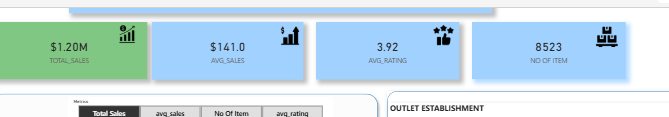 $1.20M
TOTAL_SALES
$141.0
AVG_SALES
3.92
AVG_RATING
8523
NO OF ITEM
Metrics
Total Sales avg_sales No Of Item avg_rating
OUTLET ESTABLISHMENT